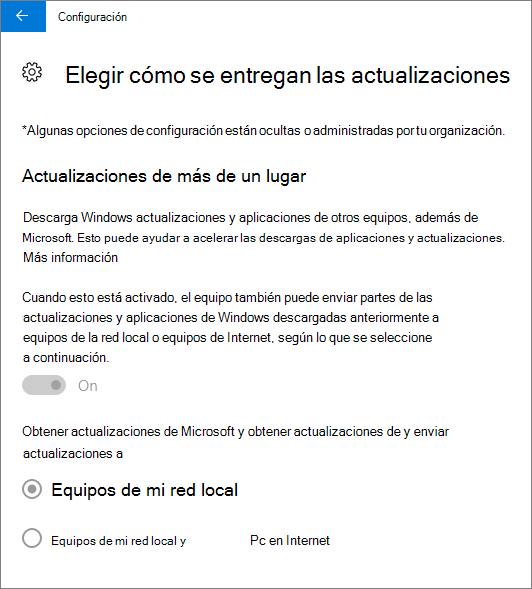 Configuración
Elegir cómo se entregan las actualizaciones
*Algunas opciones de configuración están ocultas o administradas por tu organización.
Actualizaciones de más de un lugar
Descarga Windows actualizaciones y aplicaciones de otros equipos, además de
Microsoft. Esto puede ayudar a acelerar las descargas de aplicaciones y actualizaciones.
Más información
Cuando esto está activado, el equipo también puede enviar partes de las
actualizaciones y aplicaciones de Windows descargadas anteriormente a
equipos de la red local o equipos de Internet, según lo que se seleccione
a continuación.
On
Obtener actualizaciones de Microsoft y obtener actualizaciones de y enviar
actualizaciones a
Equipos de mi red local
Equipos de mi red local y Pc en Internet